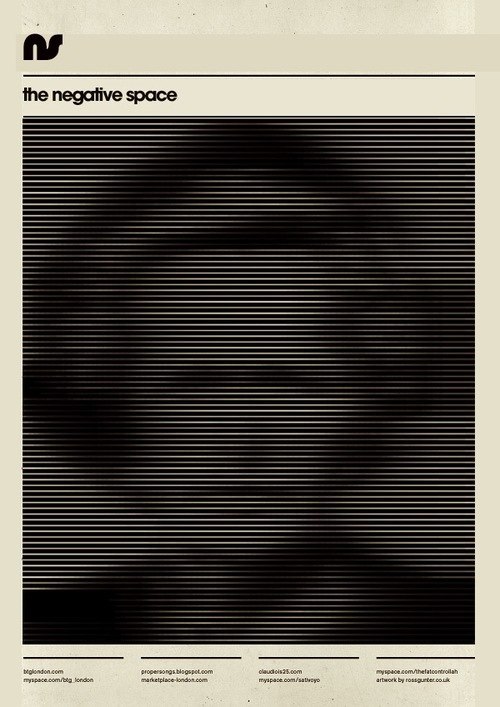 ns
the negative space
btglondon.com
myspace.com/btg_london
propersongs.blogspot.com
marketplace-london.com
claudiois25.com
myspace.com/sativoyo
myspace.com/thefatcontrollah
artwork by rossgunter.co.uk